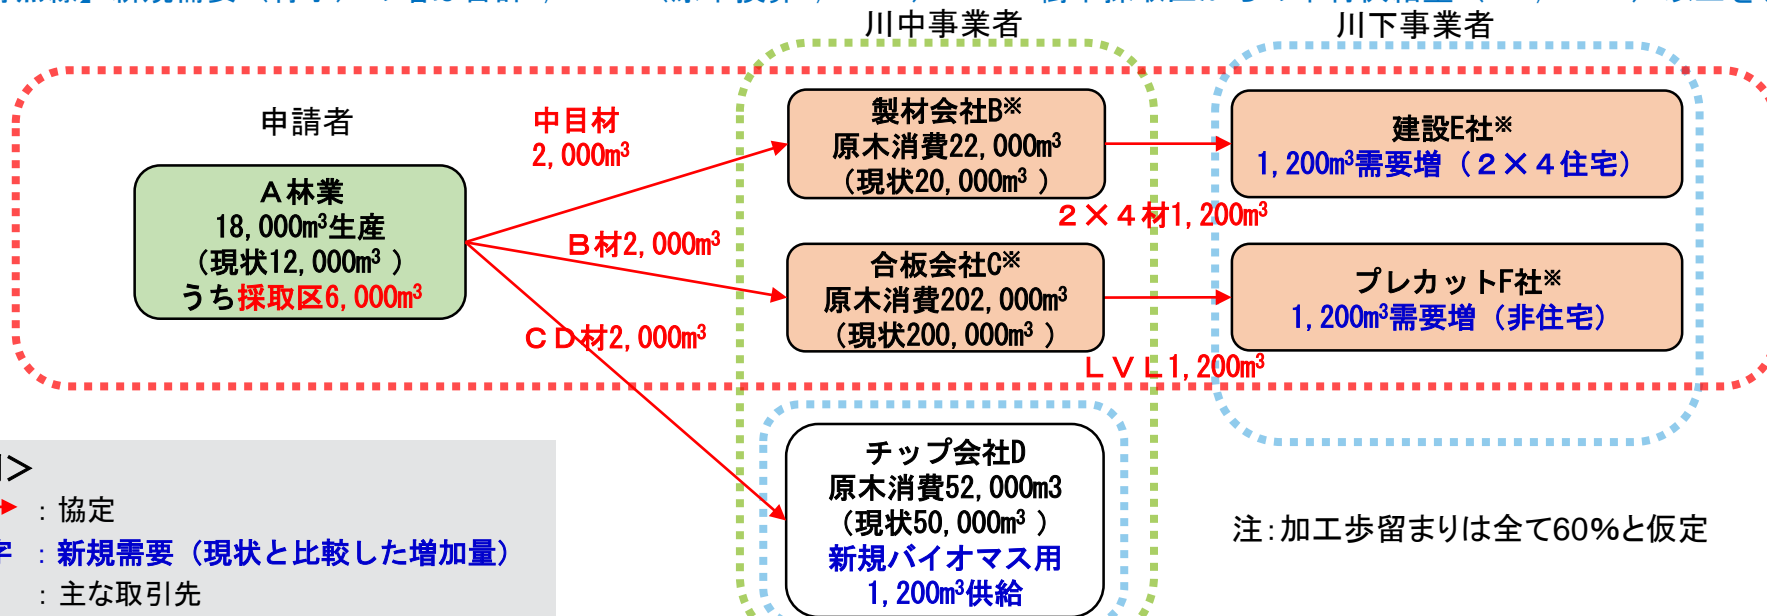 川中事業者
川下事業者
申請者
中目材
2,000m³
製材会社B※
原木消費22,000m³
（現状20,000m³ ）
建設E社※
1,200m³需要増（２×４住宅）
Ａ林業
18,000m³生産
（現状12,000m³ ）
うち採取区6,000m³
２×４材1,200m³
Ｂ材2,000m³
合板会社C※
原木消費202,000m³
（現状200,000m³ ）
プレカットF社※
1,200m³需要増（非住宅）
ＣＤ材2,000m³
ＬＶＬ1,200m³
チップ会社D
原木消費52,000m3
（現状50,000m³ ）
新規バイオマス用
1,200m³供給
注：加工歩留まりは全て60％と仮定
＞
：協定
字 ：新規需要（現状と比較した増加量）
：主な取引先